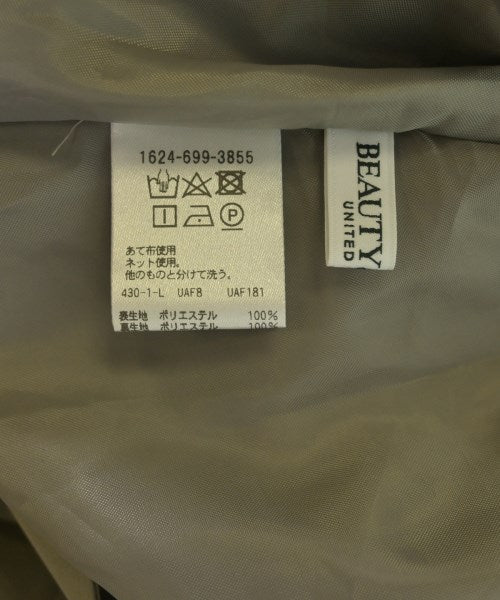 1624-699-3855
P
あて布使用
ネット使用。
他のものと分けて洗う。
430-1-L UAF8 UAF181
表生地 ポリエステル 100%
裏生地 ポリエステル 100%
BEAUTY
UNITED